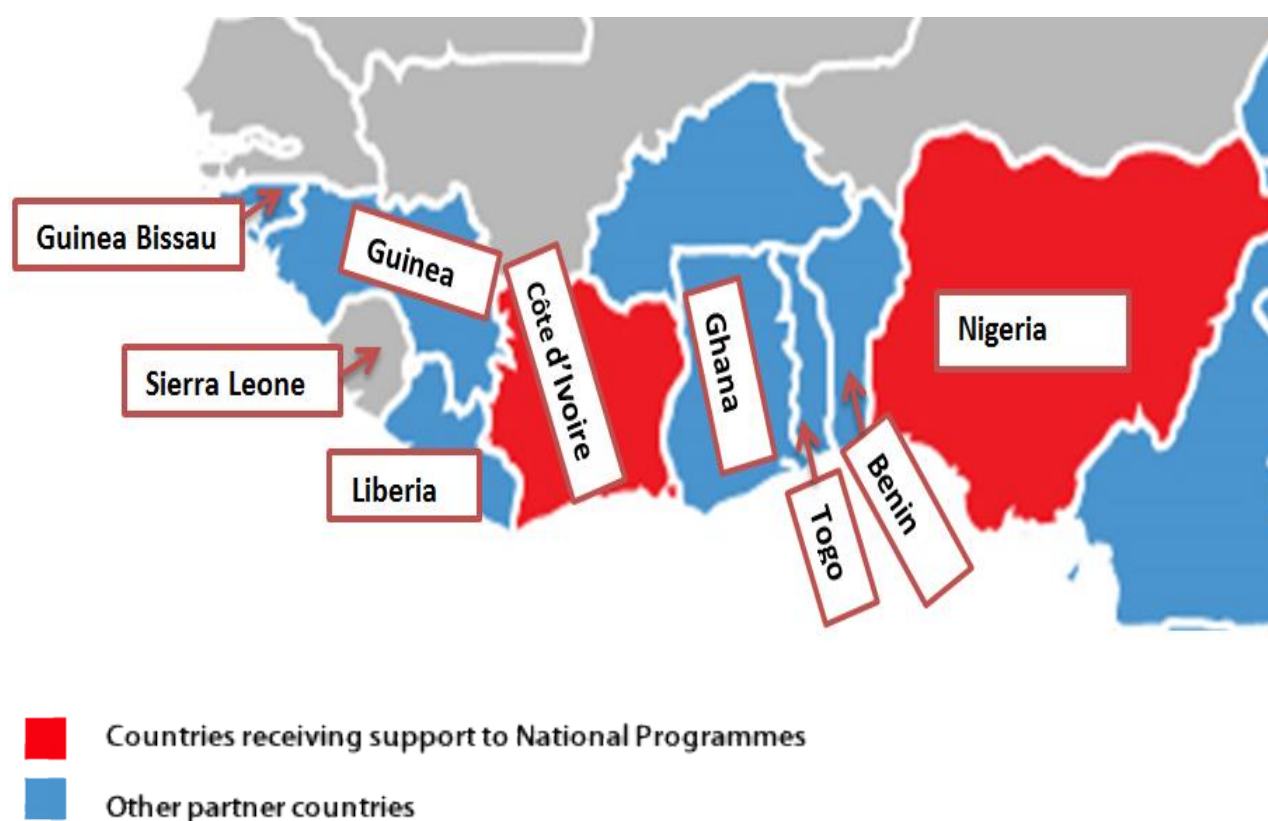 Guinea Bissau
Guinea
Côte d'Ivoire
Ghana
Nigeria
Sierra Leone
Liberia
Togo
Benin
Countries receiving support to National Programmes
Other partner countries